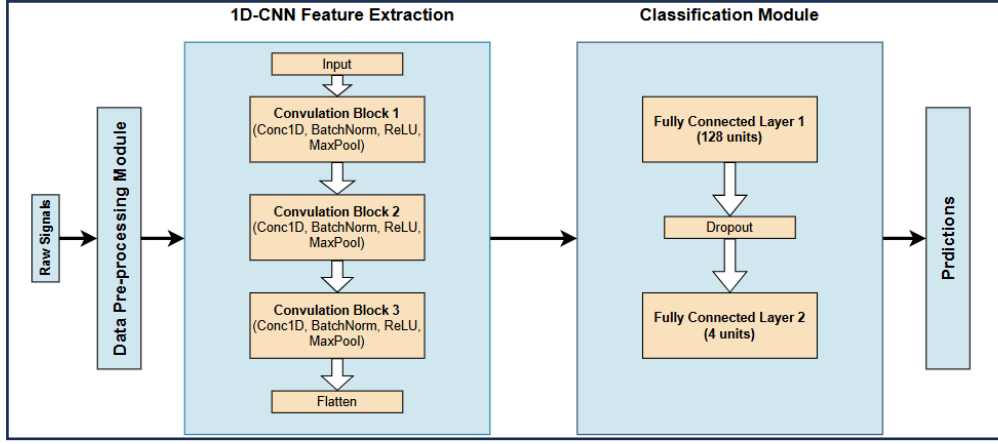 1D-CNN Feature Extraction
Classification Module
Raw Signals
Data Pre-processing Module
Input
Convulation Block 1
(Conc1D, BatchNorm, ReLU,
MaxPool)
Convulation Block 2
(Conc1D, BatchNorm, ReLU,
MaxPool)
Convulation Block 3
(Conc1D, BatchNorm, ReLU,
MaxPool)
Flatten
Fully Connected Layer 1
(128 units)
Dropout
Fully Connected Layer 2
(4 units)
Prdictions